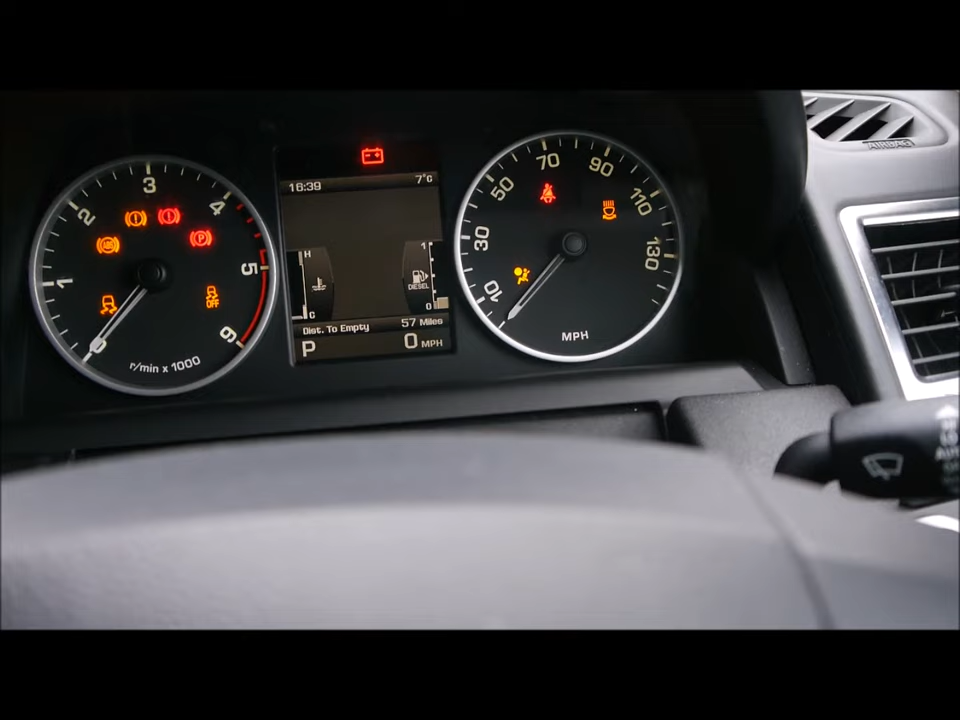 1
2
3
4
5
6
0
ABS
P
OFF
r/min x 1000
16:39
7°C
H
C
1
DIESEL
0
Dist. To Empty 57 Miles
P
0 MPH
10
30
50
70
90
110
130
MPH
AIRBAG